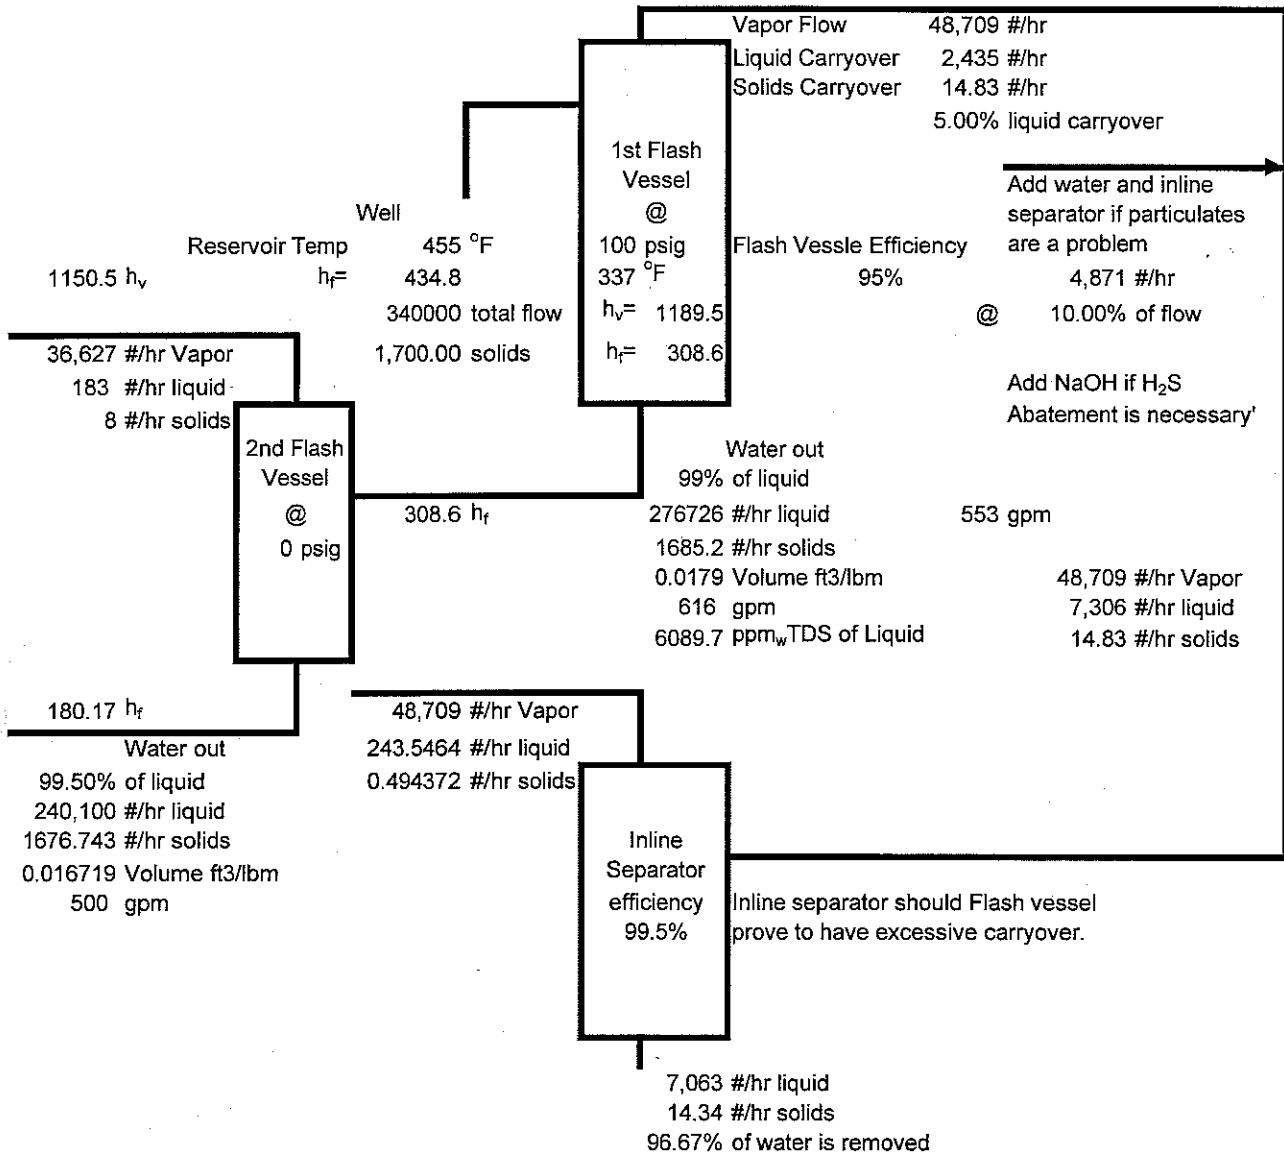 Vapor Flow 48,709 #/hr
Liquid Carryover 2,435 #/hr
Solids Carryover 14.83 #/hr
5.00% liquid carryover
1st Flash
Vessel
@
100 psig
337 °F
hv= 1189.5
hf= 308.6
Well
Reservoir Temp 455 °F
hf= 434.8
340000 total flow
1,700.00 solids
Flash Vessle Efficiency
95%
Add water and inline
separator if particulates
are a problem
4,871 #/hr
@ 10.00% of flow
Add NaOH if H₂S
Abatement is necessary'
1150.5 hv
36,627 #/hr Vapor
183 #/hr liquid
8 #/hr solids
2nd Flash
Vessel
@
0 psig
308.6 hf
Water out
99% of liquid
276726 #/hr liquid 553 gpm
1685.2 #/hr solids
0.0179 Volume ft3/lbm
616 gpm
6089.7 ppmwTDS of Liquid
48,709 #/hr Vapor
7,306 #/hr liquid
14.83 #/hr solids
180.17 hf
Water out
99.50% of liquid
240,100 #/hr liquid
1676.743 #/hr solids
0.016719 Volume ft3/lbm
500 gpm
48,709 #/hr Vapor
243.5464 #/hr liquid
0.494372 #/hr solids
Inline
Separator
efficiency
99.5%
Inline separator should Flash vessel
prove to have excessive carryover.
7,063 #/hr liquid
14.34 #/hr solids
96.67% of water is removed